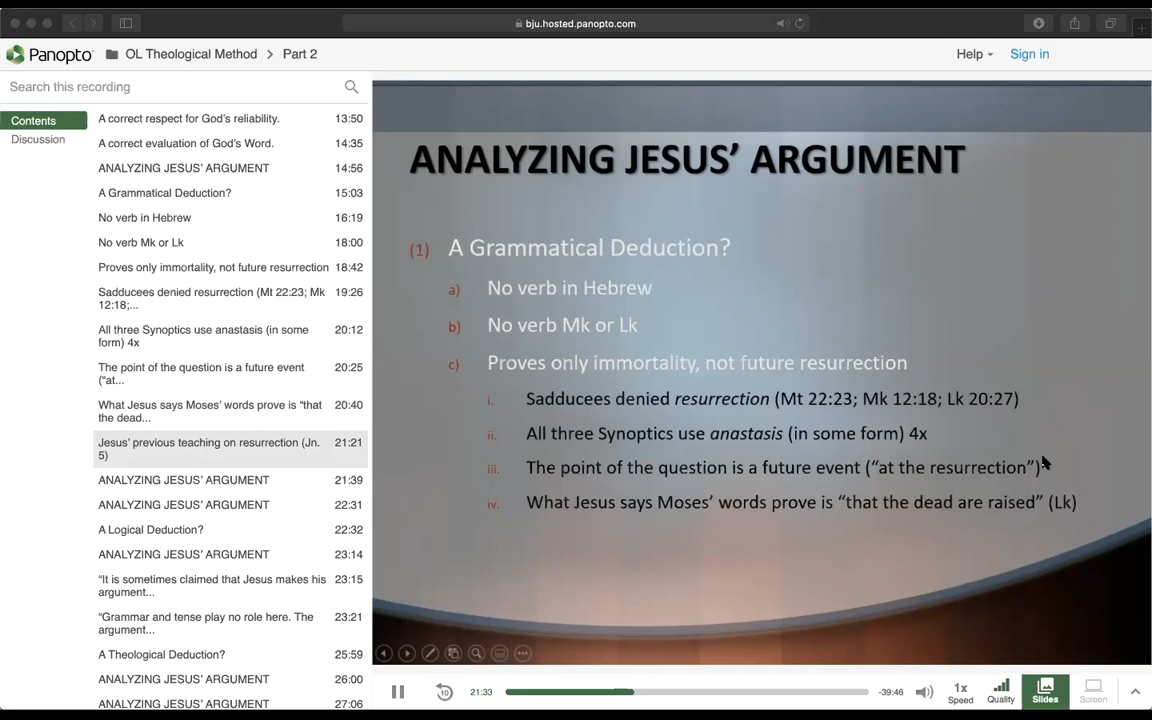 bju.hosted.panopto.com
Panopto
OL Theological Method > Part 2
Help
Sign in
Search this recording
Contents
Discussion
A correct respect for God's reliability. 13:50
A correct evaluation of God's Word. 14:35
ANALYZING JESUS' ARGUMENT 14:56
A Grammatical Deduction? 15:03
No verb in Hebrew 16:19
No verb Mk or Lk 18:00
Proves only immortality, not future resurrection 18:42
Sadducees denied resurrection (Mt 22:23; Mk 19:26
12:18;...
All three Synoptics use anastasis (in some 20:12
form) 4x
The point of the question is a future event 20:25
("at...
What Jesus says Moses' words prove is "that 20:40
the dead...
Jesus' previous teaching on resurrection (Jn. 21:21
5)
ANALYZING JESUS' ARGUMENT 21:39
ANALYZING JESUS' ARGUMENT 22:31
A Logical Deduction? 22:32
ANALYZING JESUS' ARGUMENT 23:14
"It is sometimes claimed that Jesus makes his 23:15
argument...
"Grammar and tense play no role here. The 23:21
argument...
A Theological Deduction? 25:59
ANALYZING JESUS' ARGUMENT 26:00
ANALYZING JESUS' ARGUMENT 27:06
ANALYZING JESUS' ARGUMENT
(1) A Grammatical Deduction?
a) No verb in Hebrew
b) No verb Mk or Lk
c) Proves only immortality, not future resurrection
i. Sadducees denied resurrection (Mt 22:23; Mk 12:18; Lk 20:27)
ii. All three Synoptics use anastasis (in some form) 4x
iii. The point of the question is a future event ("at the resurrection")
iv. What Jesus says Moses' words prove is "that the dead are raised" (Lk)
10
21:33
-39:46
1x
Speed
Quality
Slides
Screen